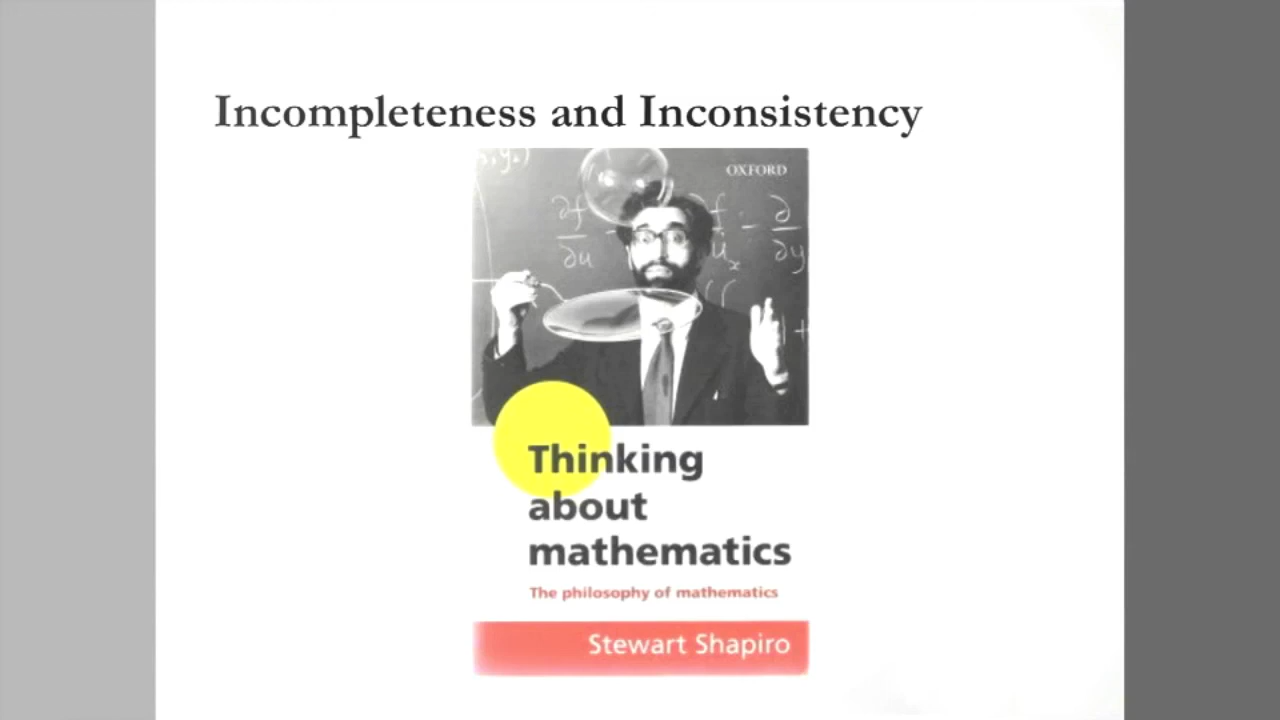 Incompleteness and Inconsistency
OXFORD
∂f
∂u
∂
∂y
Thinking
about
mathematics
The philosophy of mathematics
Stewart Shapiro